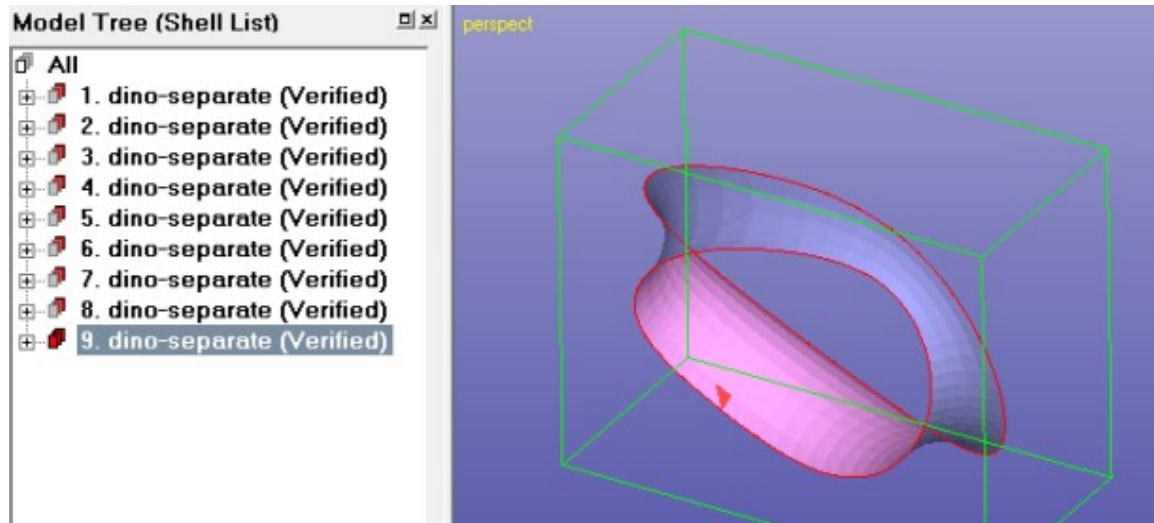 Model Tree (Shell List)
perspect
All
1. dino-separate (Verified)
2. dino-separate (Verified)
3. dino-separate (Verified)
4. dino-separate (Verified)
5. dino-separate (Verified)
6. dino-separate (Verified)
7. dino-separate (Verified)
8. dino-separate (Verified)
9. dino-separate (Verified)